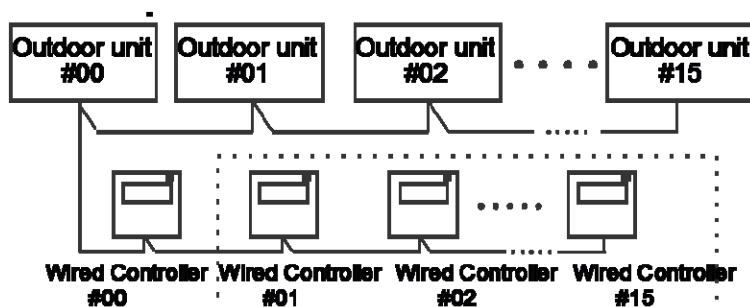 Outdoor unit
#00
Outdoor unit
#01
Outdoor unit
#02
Outdoor unit
#15
Wired Controller
#00
Wired Controller
#01
Wired Controller
#02
Wired Controller
#15